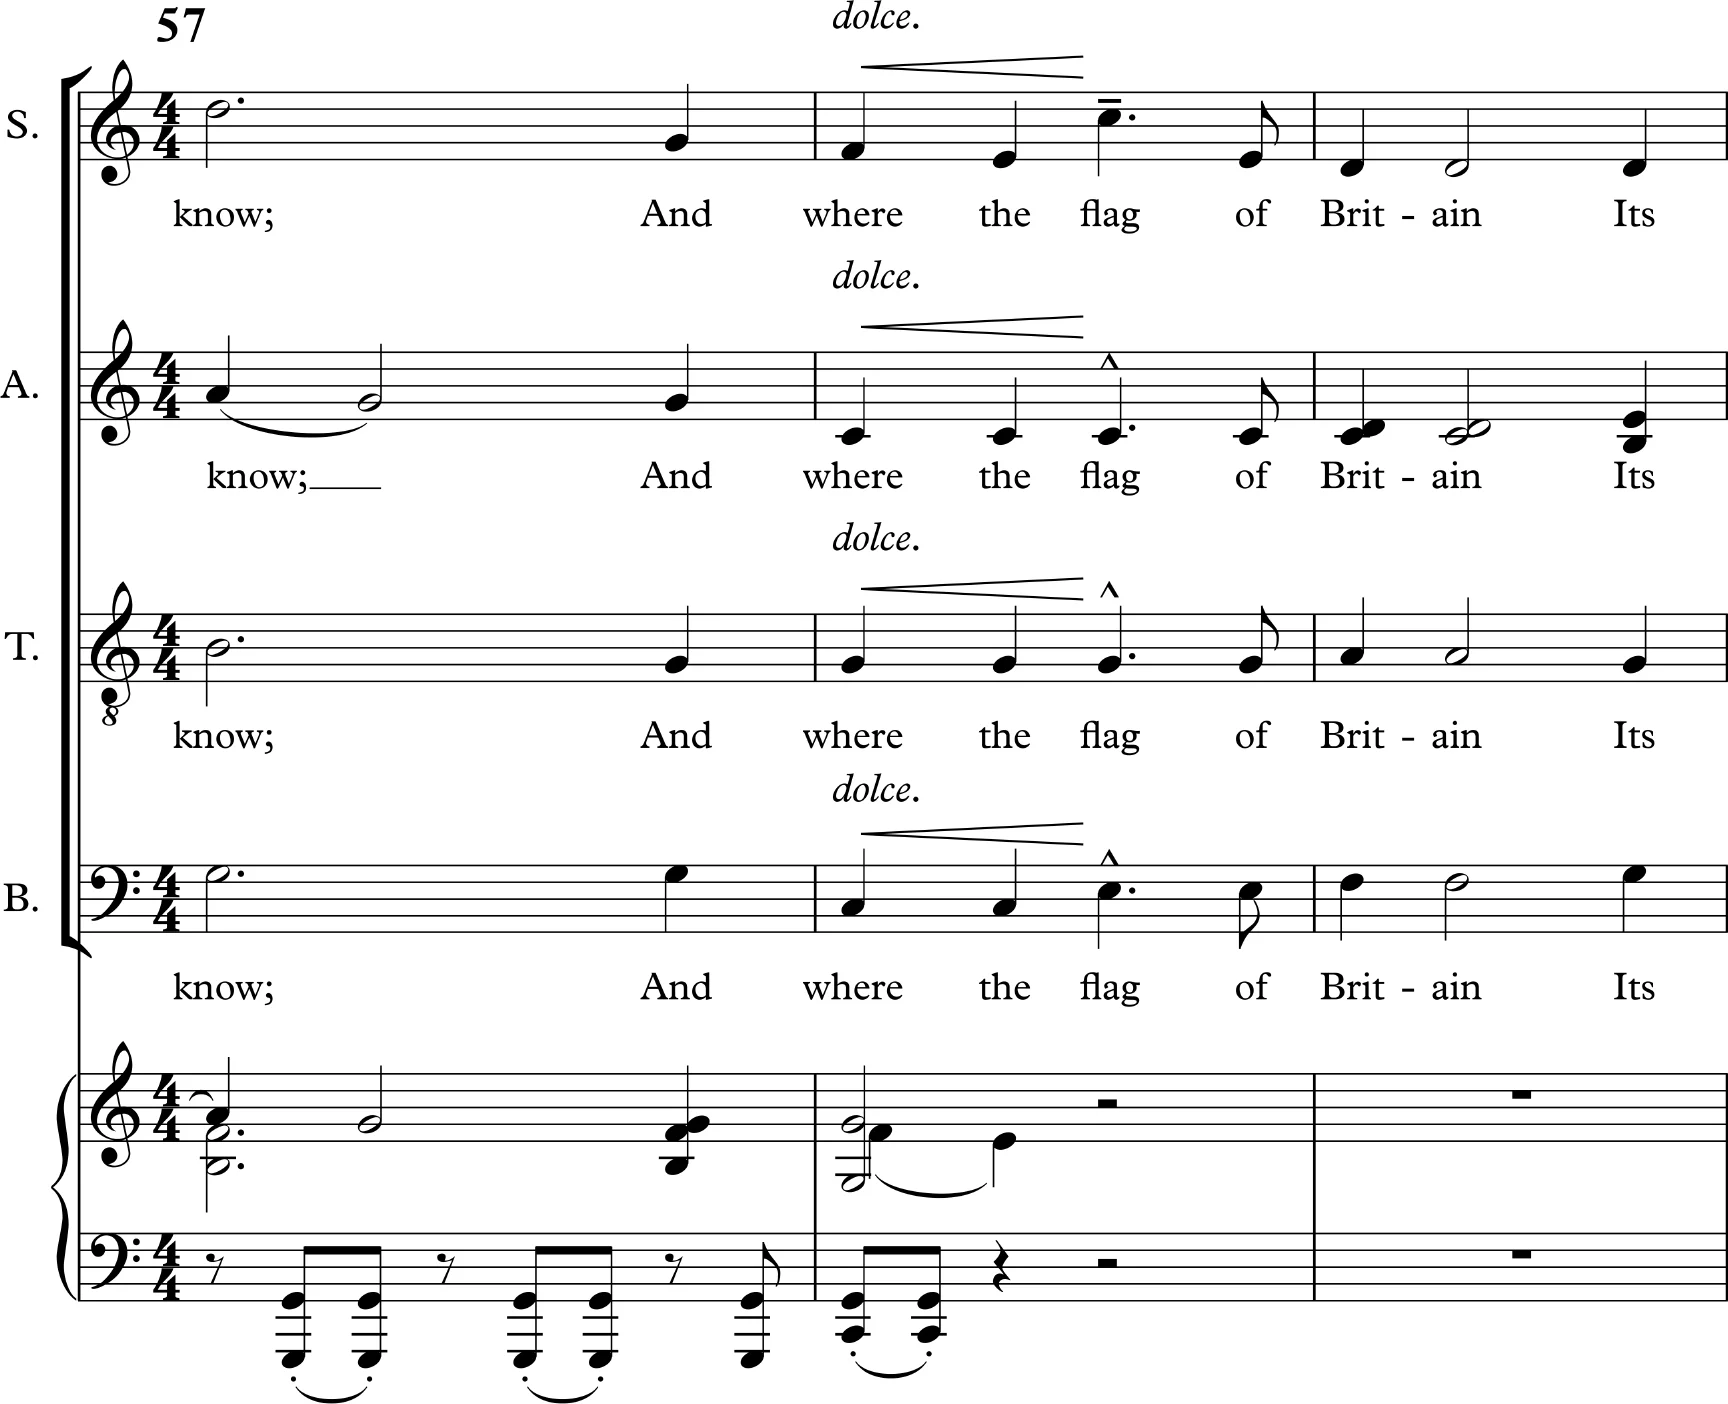 57
dolce.
S.
know; And where the flag of Brit - ain Its
dolce.
A.
know; And where the flag of Brit - ain Its
dolce.
T.
8
know; And where the flag of Brit - ain Its
dolce.
B.
know; And where the flag of Brit - ain Its